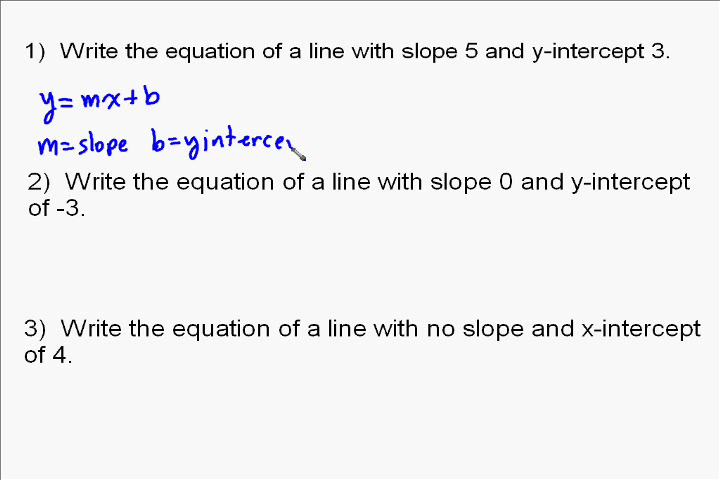 1) Write the equation of a line with slope 5 and y-intercept 3.
y = mx + b
m = slope b = y interce
2) Write the equation of a line with slope 0 and y-intercept
of -3.
3) Write the equation of a line with no slope and x-intercept
of 4.